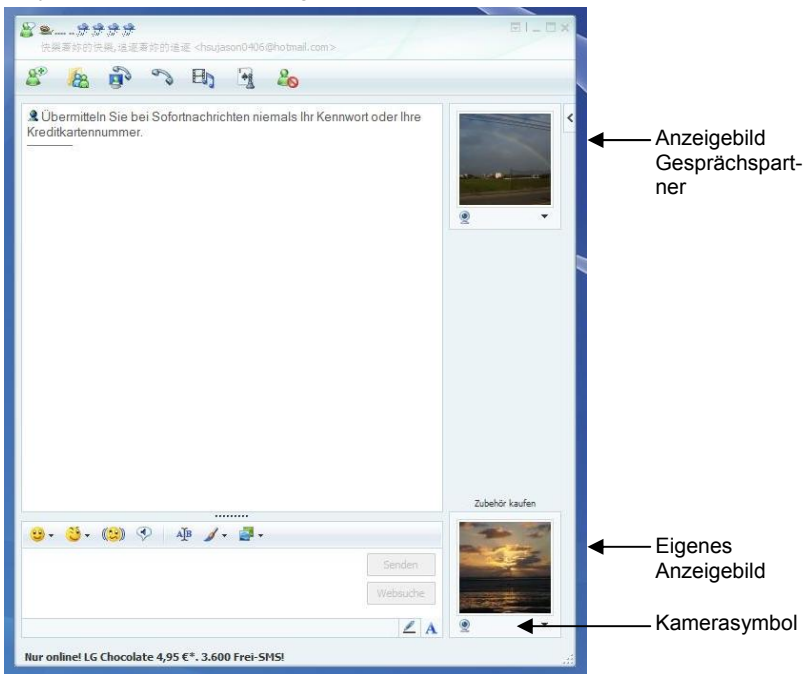 快樂著妳的快樂,追逐著妳的追逐 <hsujason0406@hotmail.com>
Übermitteln Sie bei Sofortnachrichten niemals Ihr Kennwort oder Ihre
Kreditkartennummer.
Anzeigebild
Gesprächspart-
ner
Zubehör kaufen
Senden
Websuche
Eigenes
Anzeigebild
Kamerasymbol
Nur online! LG Chocolate 4,95 €*. 3.600 Frei-SMS!